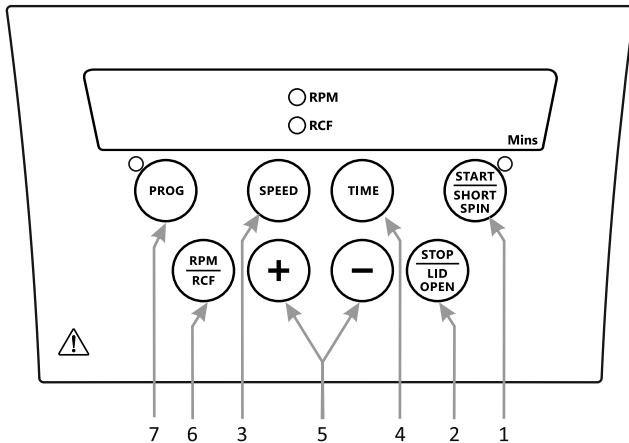 RPM
RCF
Mins
PROG
SPEED
TIME
START
SHORT
SPIN
RPM
RCF
+
−
STOP
LID
OPEN
7
6
3
5
4
2
1